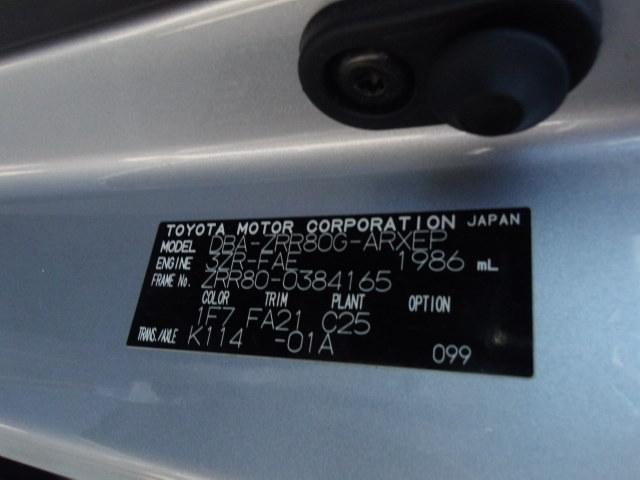 TOYOTA MOTOR CORPORATION JAPAN
MODEL DBA-ZRR80G-ARXEP
ENGINE 3ZR-FAE 1986 mL
FRAME No. ZRR80-0384165
COLOR TRIM PLANT OPTION
1F7 FA21 C25
TRANS./AXLE K114 -01A
099